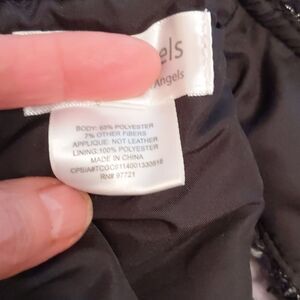 els
Angels
BODY: 93% POLYESTER
7% OTHER FIBERS
APPLIQUE: NOT LEATHER
LINING:100% POLYESTER
MADE IN CHINA
RN# 97721